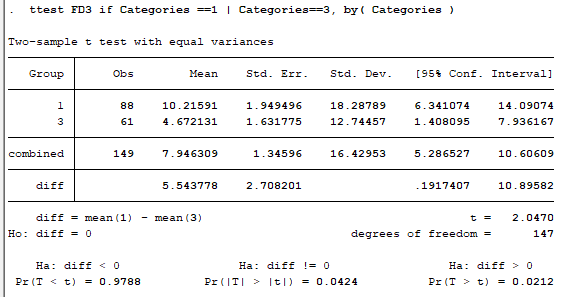 . ttest FD3 if Categories ==1 | Categories==3, by( Categories )
Two-sample t test with equal variances
Group Obs Mean Std. Err. Std. Dev. [95% Conf. Interval]
1 88 10.21591 1.949496 18.28789 6.341074 14.09074
3 61 4.672131 1.631775 12.74457 1.408095 7.936167
combined 149 7.946309 1.34596 16.42953 5.286527 10.60609
diff 5.543778 2.708201 .1917407 10.89582
diff = mean(1) - mean(3) t = 2.0470
Ho: diff = 0 degrees of freedom = 147
Ha: diff < 0 Ha: diff != 0 Ha: diff > 0
Pr(T < t) = 0.9788 Pr(|T| > |t|) = 0.0424 Pr(T > t) = 0.0212